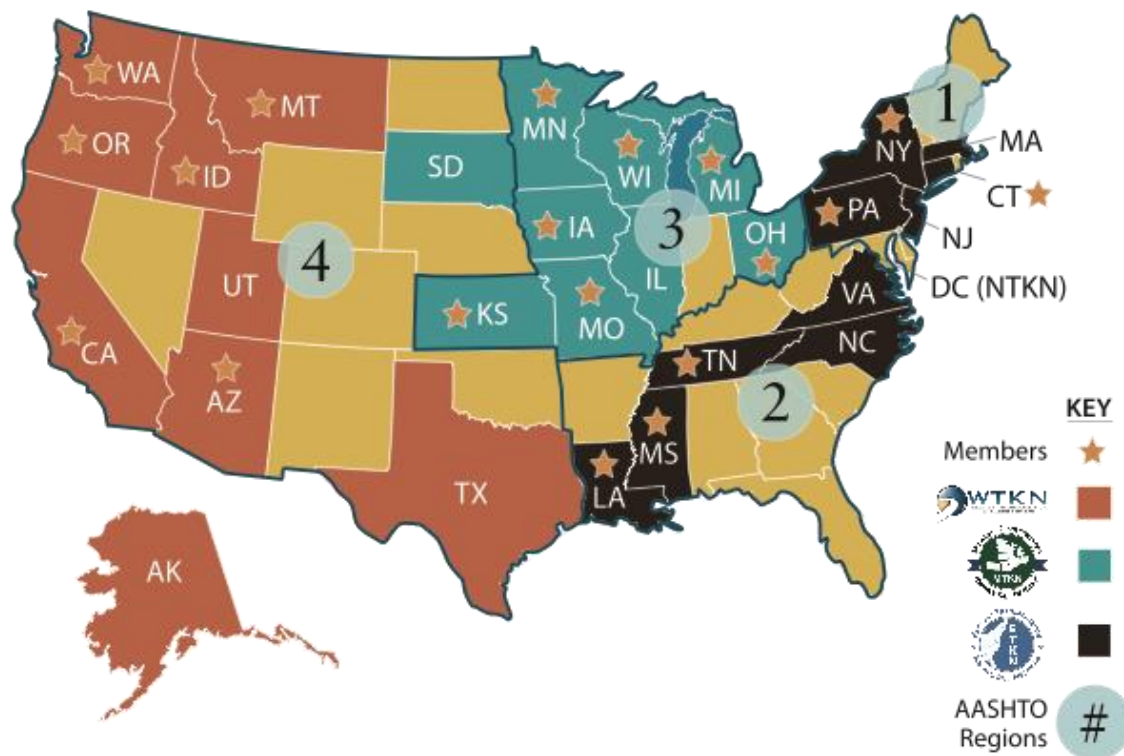 WA
MT
OR
ID
MN
SD
WI
MI
NY
1
MA
CT
PA
NJ
IA
3
OH
4
UT
IL
DC (NTKN)
KS
MO
VA
CA
TN
NC
AZ
2
MS
LA
TX
AK
KEY
Members
WTKN
MTKN
ETKN
AASHTO
Regions
#